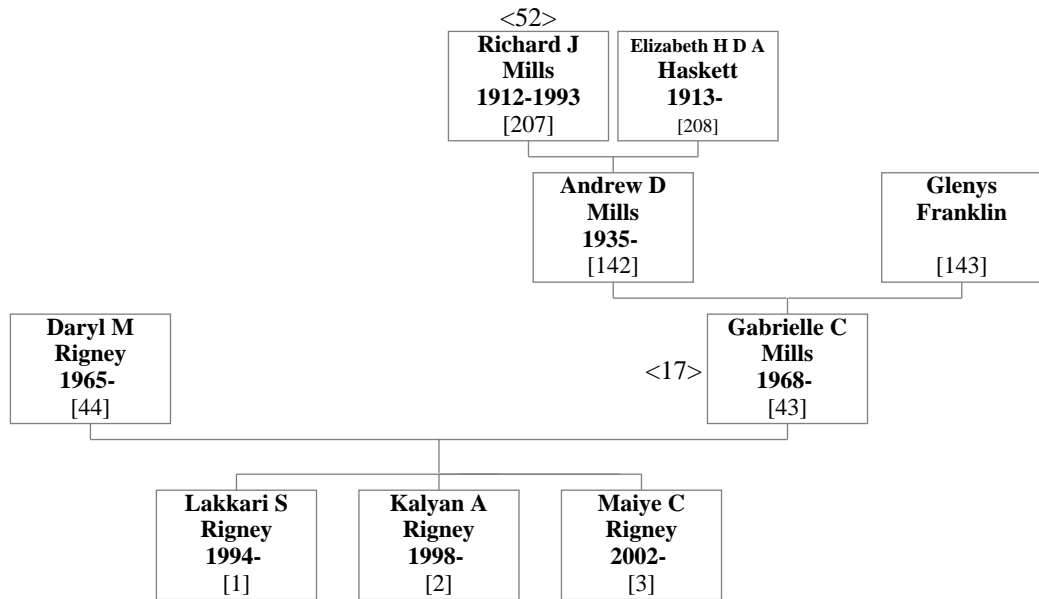 <52>
Richard J
Mills
1912-1993
[207]
Elizabeth H D A
Haskett
1913-
[208]
Andrew D
Mills
1935-
[142]
Glenys
Franklin
[143]
Daryl M
Rigney
1965-
[44]
<17>
Gabrielle C
Mills
1968-
[43]
Lakkari S
Rigney
1994-
[1]
Kalyan A
Rigney
1998-
[2]
Maiye C
Rigney
2002-
[3]